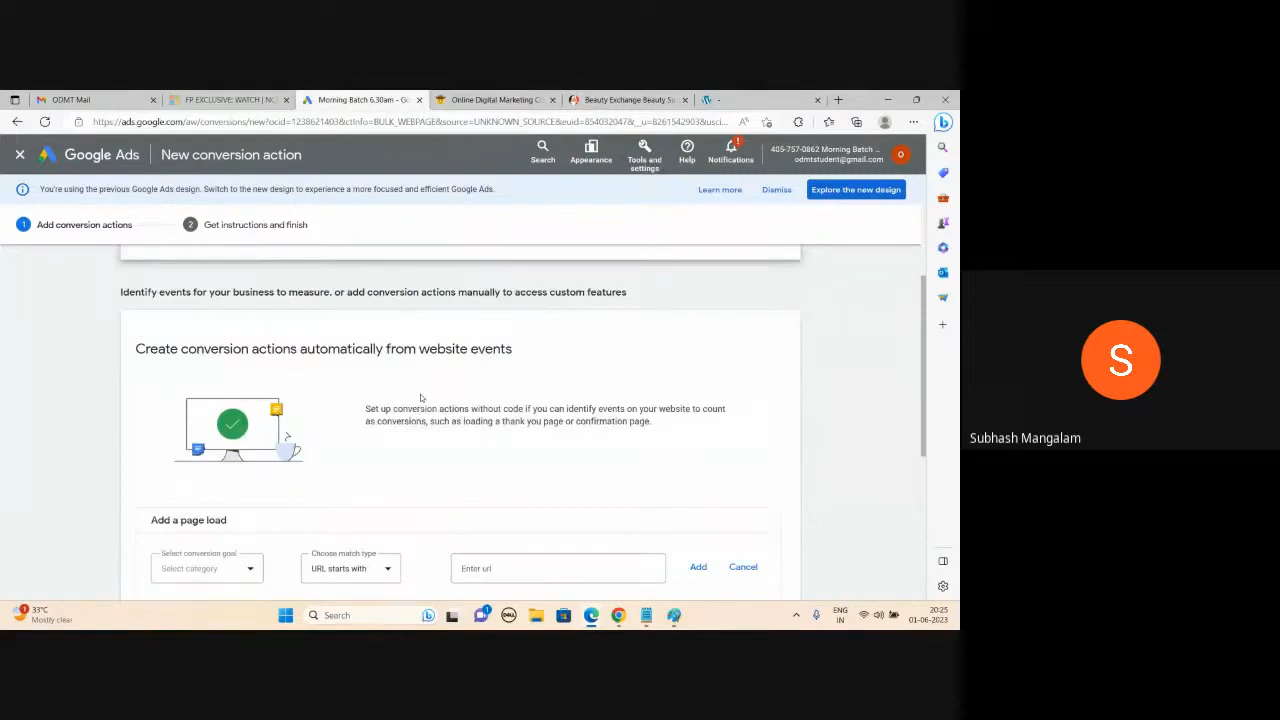 ODMT Mail
FP EXCLUSIVE: WATCH | NC
Morning Batch 6.30am - Go
Online Digital Marketing Co
Beauty Exchange Beauty Su
-
https://ads.google.com/aw/conversions/new?ocid=1238621403&ctInfo=BULK_WEBPAGE&source=UNKNOWN_SOURCE&euid=854032047&__u=8261542903&usci...
Google Ads
New conversion action
Search
Appearance
Tools and settings
Help
Notifications
405-757-0862 Morning Batch ...
odmtstudent@gmail.com
O
You're using the previous Google Ads design. Switch to the new design to experience a more focused and efficient Google Ads.
Learn more
Dismiss
Explore the new design
1 Add conversion actions
2 Get instructions and finish
Identify events for your business to measure. or add conversion actions manually to access custom features
Create conversion actions automatically from website events
Set up conversion actions without code if you can identify events on your website to count
as conversions, such as loading a thank you page or confirmation page.
Add a page load
Select conversion goal
Select category
Choose match type
URL starts with
Enter url
Add
Cancel
S
Subhash Mangalam
1
33°C
Mostly clear
Search
1
DELL
ENG
IN
20:25
01-06-2023